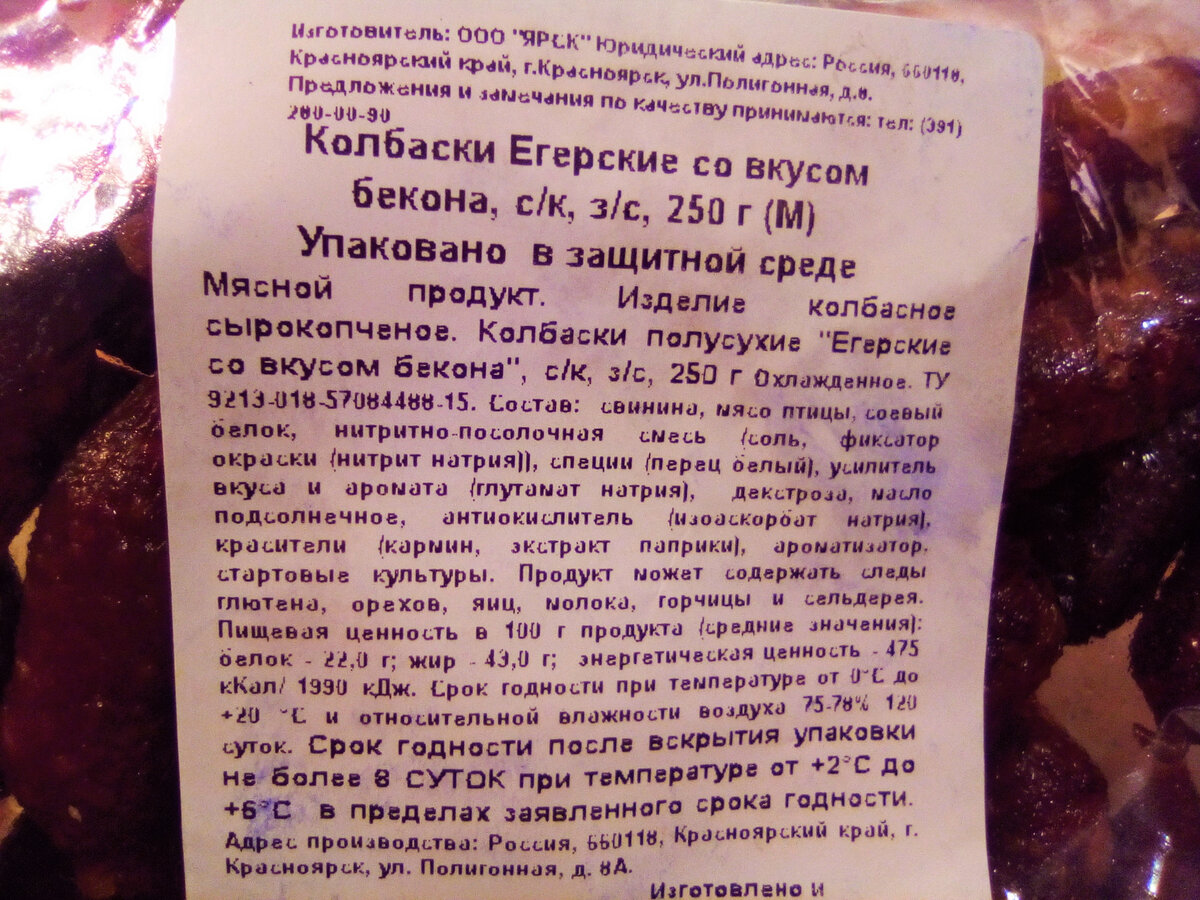 Изготовитель: ООО "ЯРСК" Юридический адрес: Россия, 660118,
Красноярский край, г.Красноярск, ул.Полигонная, д.8.
Предложения и замечания по качеству принимаются: тел: (391)
280-00-90
Колбаски Егерские со вкусом
бекона, с/к, з/с, 250 г (М)
Упаковано в защитной среде
Мясной продукт. Изделие колбасное
сырокопченое. Колбаски полусухие "Егерские
со вкусом бекона", с/к, з/с, 250 г Охлажденное. ТУ
9213-018-57084488-15. Состав: свинина, мясо птицы, соевый
белок, нитритно-посолочная смесь (соль, фиксатор
окраски (нитрит натрия)), специи (перец белый), усилитель
вкуса и аромата (глутамат натрия), декстроза, масло
подсолнечное, антиокислитель (изоаскорбат натрия),
красители (кармин, экстракт паприки), ароматизатор,
стартовые культуры. Продукт может содержать следы
глютена, орехов, яиц, молока, горчицы и сельдерея.
Пищевая ценность в 100 г продукта (средние значения):
белок - 22,0 г; жир - 43,0 г; энергетическая ценность - 475
кКал/ 1990 кДж. Срок годности при температуре от 0°С до
+20 °С и относительной влажности воздуха 75-78% 120
суток. Срок годности после вскрытия упаковки
не более 8 СУТОК при температуре от +2°С до
+6°С в пределах заявленного срока годности.
Адрес производства: Россия, 660118, Красноярский край, г.
Красноярск, ул. Полигонная, д. 8А.
Изготовлено и